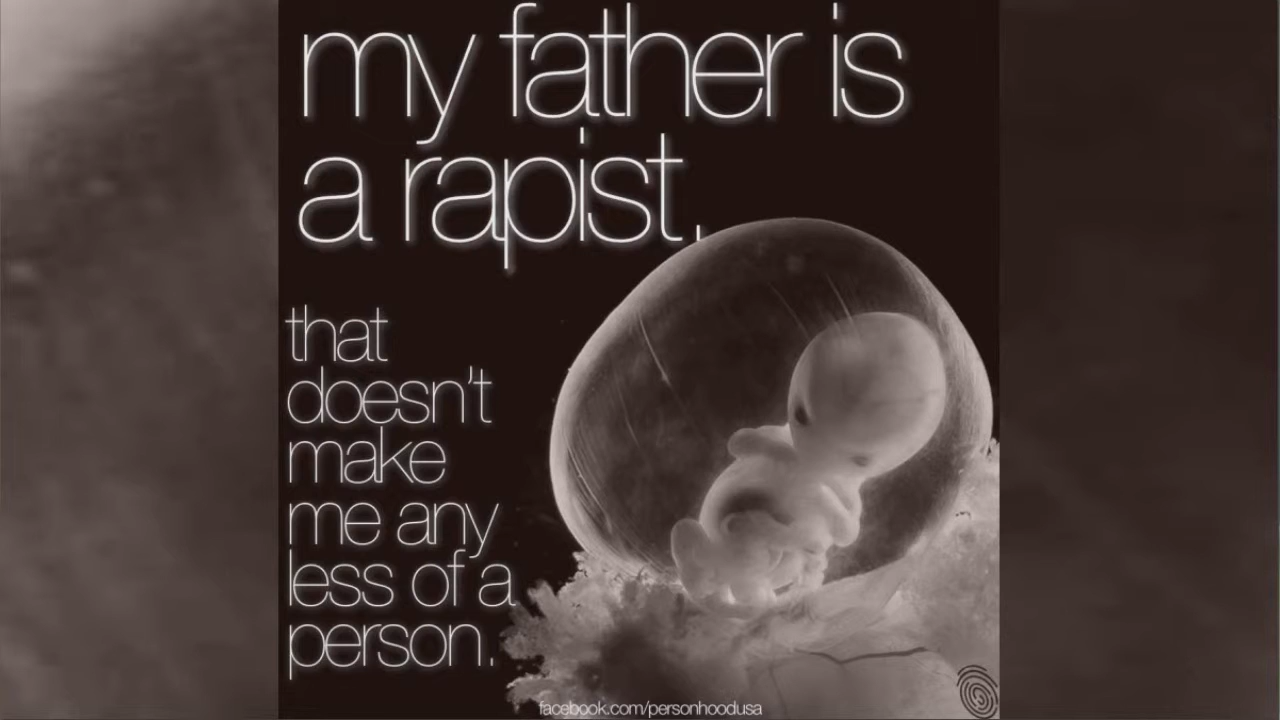 my father is
a rapist.
that
doesn't
make
me any
less of a
person.
facebook.com/personhoodusa